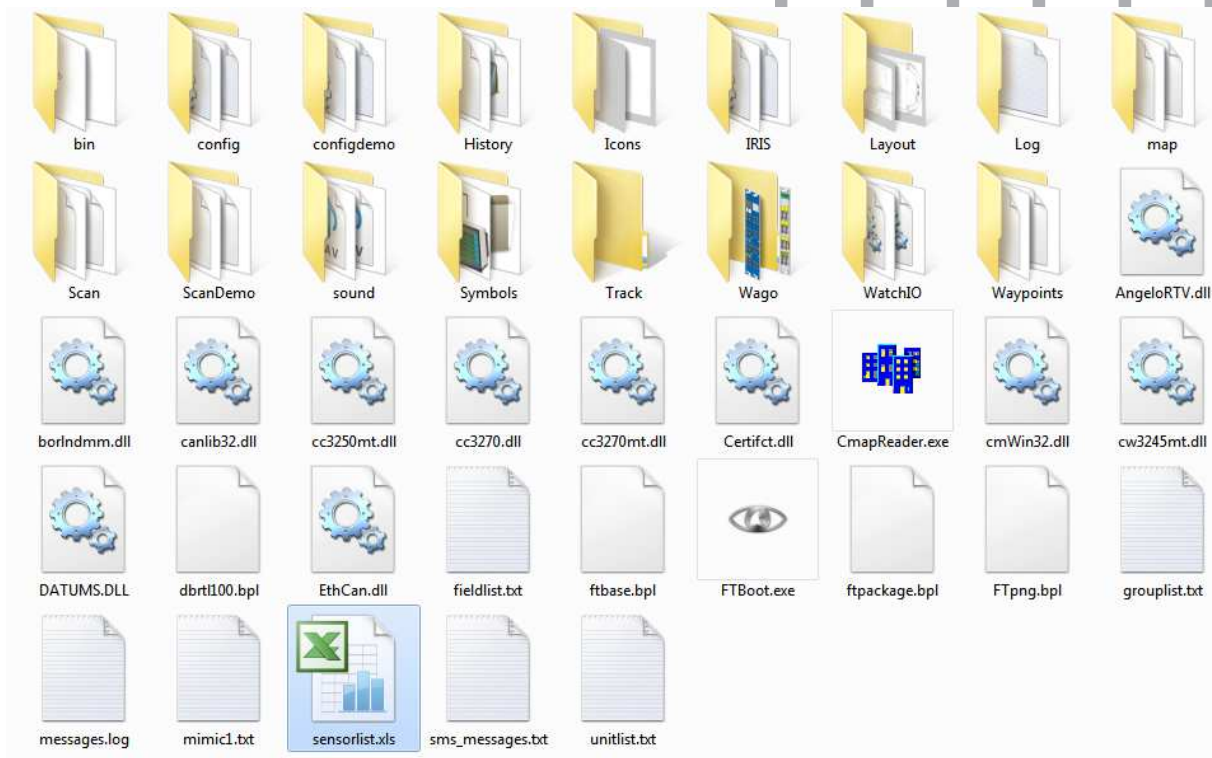 bin config configdemo History Icons IRIS Layout Log map
Scan ScanDemo sound Symbols Track Wago WatchIO Waypoints AngeloRTV.dll
borlndmm.dll canlib32.dll cc3250mt.dll cc3270.dll cc3270mt.dll Certifct.dll CmapReader.exe cmWin32.dll cw3245mt.dll
DATUMS.DLL dbrtl100.bpl EthCan.dll fieldlist.txt ftbase.bpl FTBoot.exe ftpackage.bpl FTpng.bpl grouplist.txt
messages.log mimic1.txt sensorlist.xls sms_messages.txt unitlist.txt